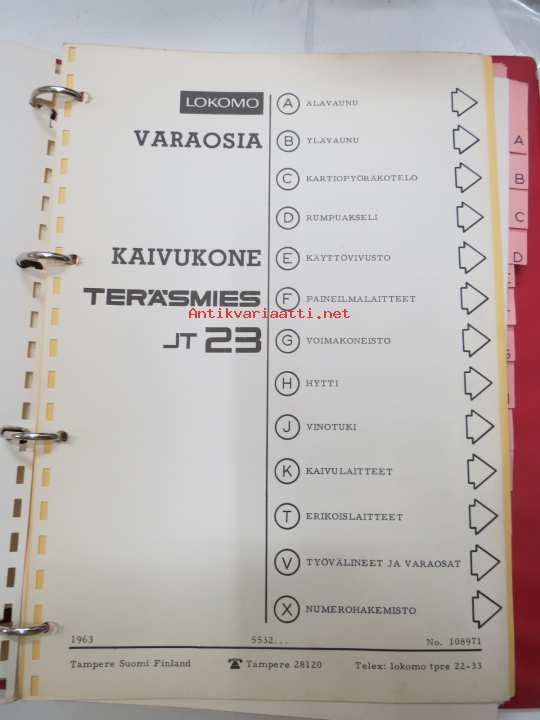 LOKOMO
VARAOSIA
KAIVUKONE
TERÄSMIES
JT 23
A ALAVAUNU
B YLÄVAUNU
C KARTIOPYÖRÄKOTELO
D RUMPUAKSELI
E KÄYTTÖVIVUSTO
F PAINEILMALAITTEET
G VOIMAKONEISTO
H HYTTI
J VINOTUKI
K KAIVULAITTEET
T ERIKOISLAITTEET
V TYÖVÄLINEET JA VARAOSAT
X NUMEROHAKEMISTO
1963 5532... No. 108971
Tampere Suomi Finland ☎ Tampere 28120 Telex: lokomo tpre 22-33
Antikvariaatti.net
A
B
C
D